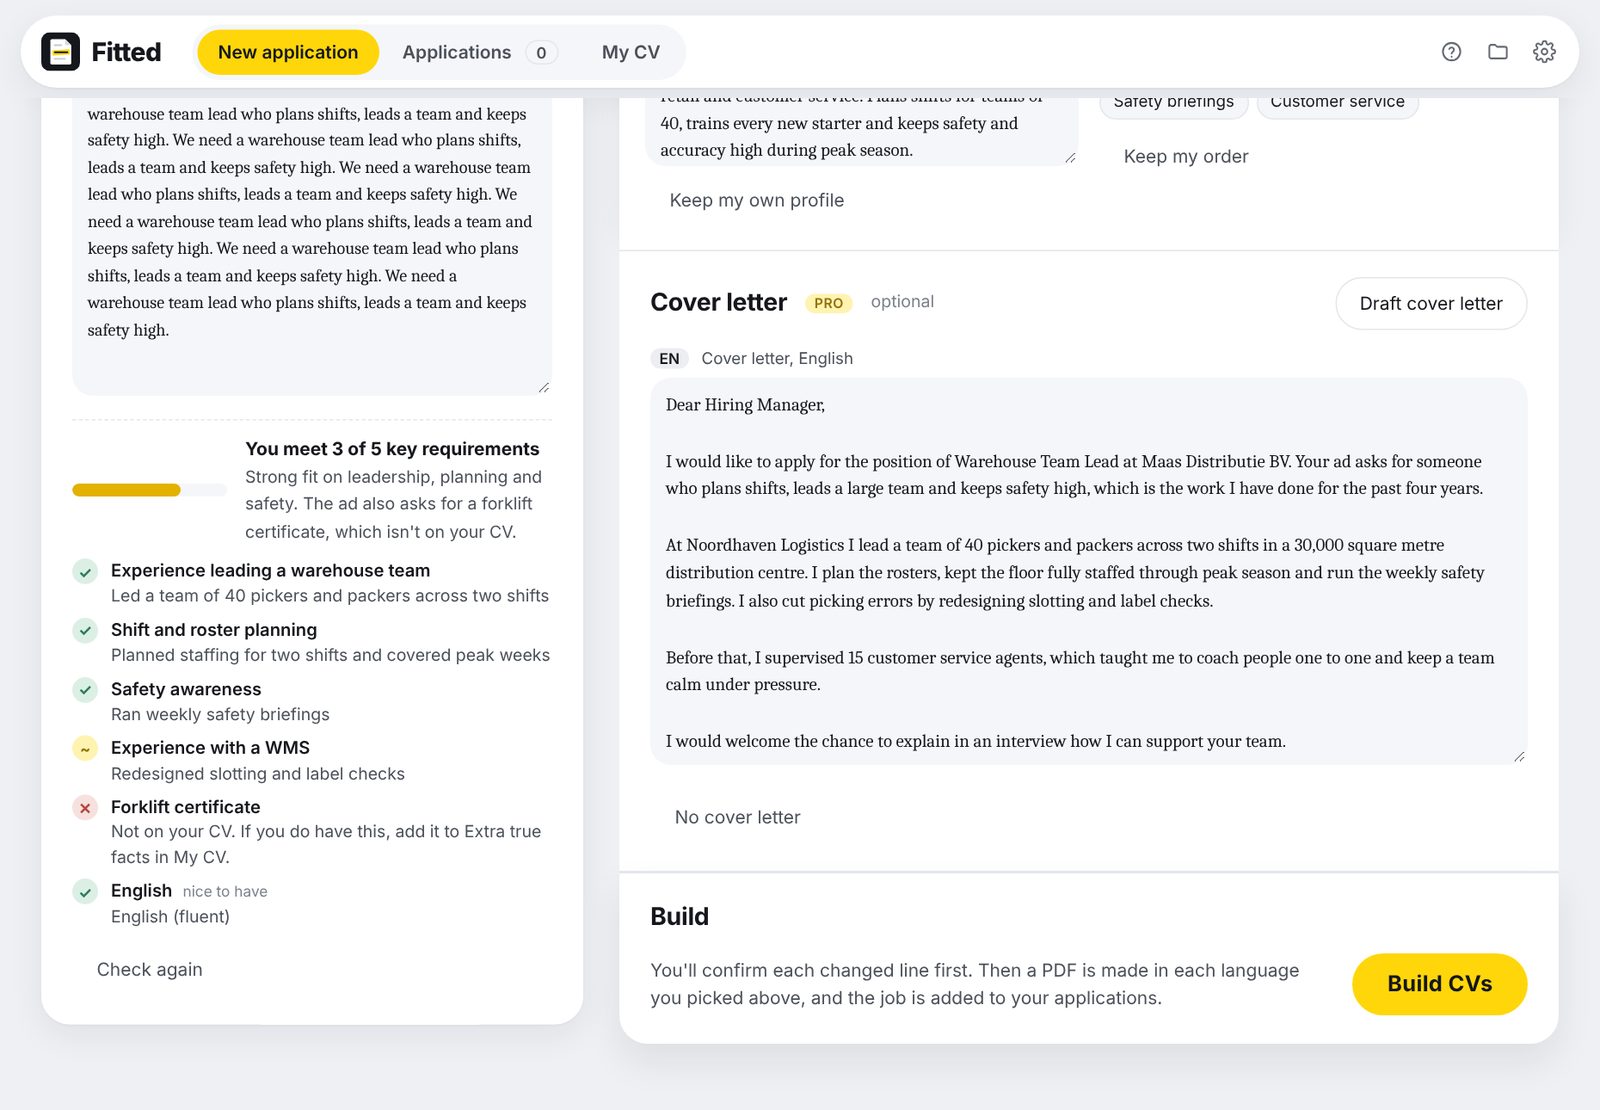 Fitted
New application
Applications 0
My CV
warehouse team lead who plans shifts, leads a team and keeps
safety high. We need a warehouse team lead who plans shifts,
leads a team and keeps safety high. We need a warehouse team
lead who plans shifts, leads a team and keeps safety high. We
need a warehouse team lead who plans shifts, leads a team and
keeps safety high. We need a warehouse team lead who plans
shifts, leads a team and keeps safety high. We need a
warehouse team lead who plans shifts, leads a team and keeps
safety high.
You meet 3 of 5 key requirements
Strong fit on leadership, planning and
safety. The ad also asks for a forklift
certificate, which isn't on your CV.
Experience leading a warehouse team
Led a team of 40 pickers and packers across two shifts
Shift and roster planning
Planned staffing for two shifts and covered peak weeks
Safety awareness
Ran weekly safety briefings
~
Experience with a WMS
Redesigned slotting and label checks
Forklift certificate
Not on your CV. If you do have this, add it to Extra true
facts in My CV.
English nice to have
English (fluent)
Check again
retail and customer service. Plans shifts for teams of
40, trains every new starter and keeps safety and
accuracy high during peak season.
Keep my own profile
Safety briefings
Customer service
Keep my order
Cover letter PRO optional
Draft cover letter
EN Cover letter, English
Dear Hiring Manager,
I would like to apply for the position of Warehouse Team Lead at Maas Distributie BV. Your ad asks for someone
who plans shifts, leads a large team and keeps safety high, which is the work I have done for the past four years.
At Noordhaven Logistics I lead a team of 40 pickers and packers across two shifts in a 30,000 square metre
distribution centre. I plan the rosters, kept the floor fully staffed through peak season and run the weekly safety
briefings. I also cut picking errors by redesigning slotting and label checks.
Before that, I supervised 15 customer service agents, which taught me to coach people one to one and keep a team
calm under pressure.
I would welcome the chance to explain in an interview how I can support your team.
No cover letter
Build
You'll confirm each changed line first. Then a PDF is made in each language
you picked above, and the job is added to your applications.
Build CVs